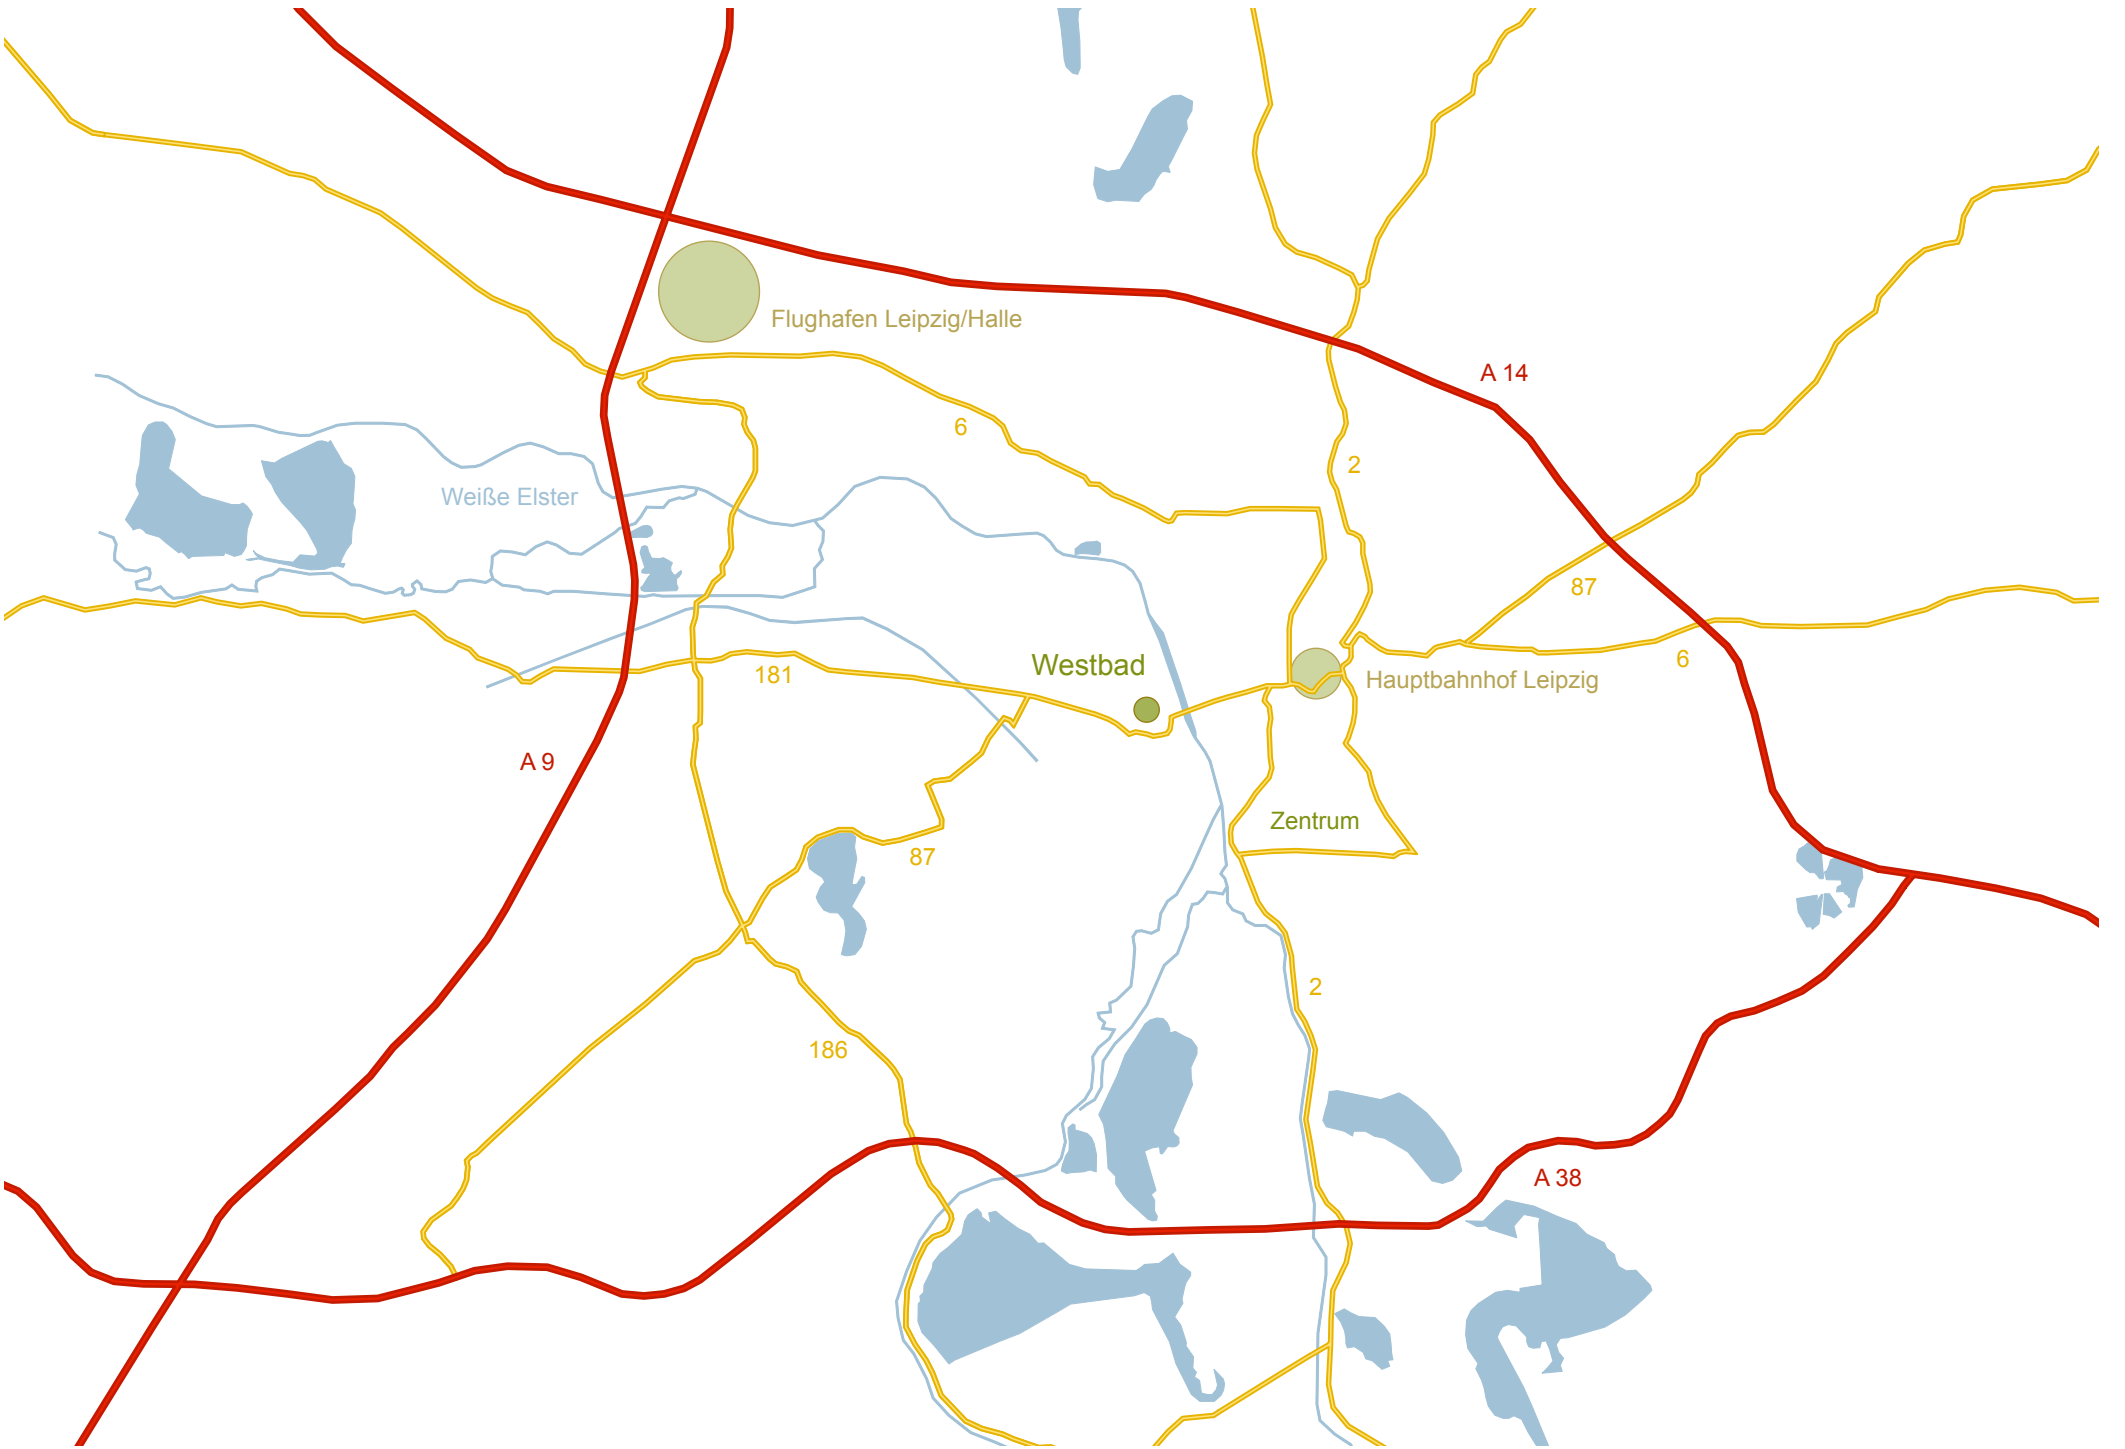 Flughafen Leipzig/Halle
A 14
6
2
Weiße Elster
87
Westbad
6
181
Hauptbahnhof Leipzig
A 9
Zentrum
87
2
186
A 38